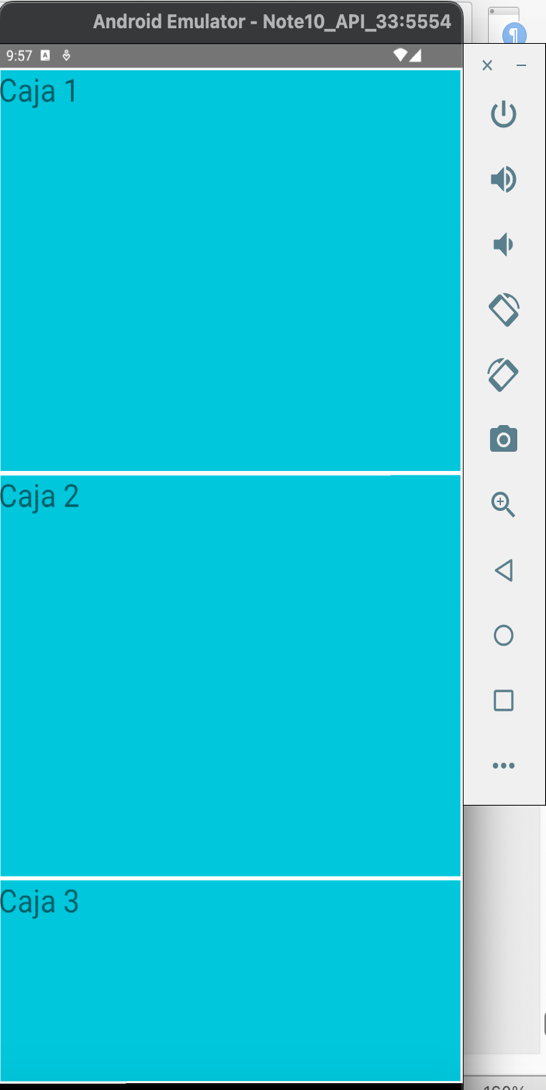 Android Emulator - Note10_API_33:5554
9:57 A
Caja 1
Caja 2
Caja 3